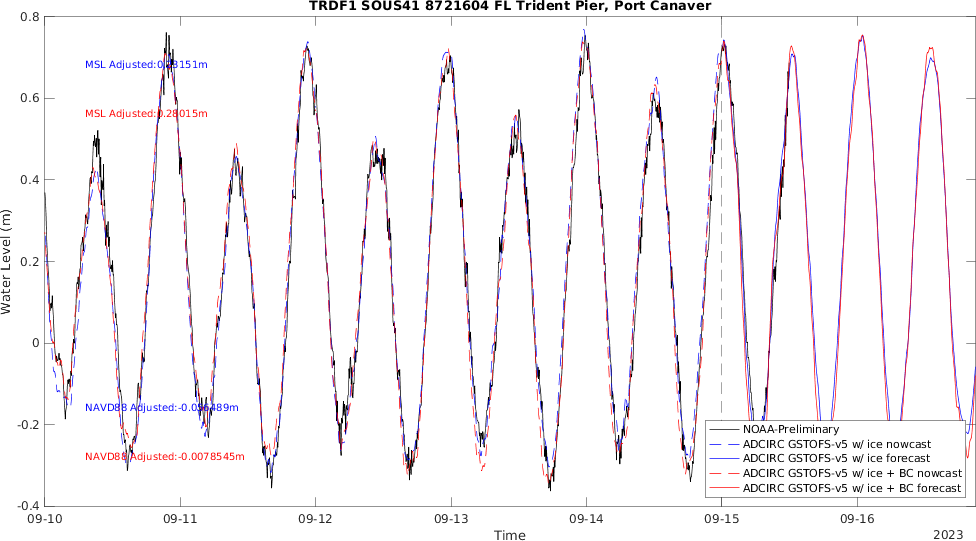 TRDF1 SOUS41 8721604 FL Trident Pier, Port Canaver
0.8
0.6
0.4
0.2
0
-0.2
-0.4
Water Level (m)
MSL Adjusted:
MSL Adjusted:0.28015m
NAVD88 Adjusted:
NAVD88 Adjusted:-0.0078545m
NOAA-Preliminary
ADCIRC GSTOFS-v5 w/ ice nowcast
ADCIRC GSTOFS-v5 w/ ice forecast
ADCIRC GSTOFS-v5 w/ ice + BC nowcast
ADCIRC GSTOFS-v5 w/ ice + BC forecast
09-10
09-11
09-12
09-13
09-14
09-15
09-16
Time
2023